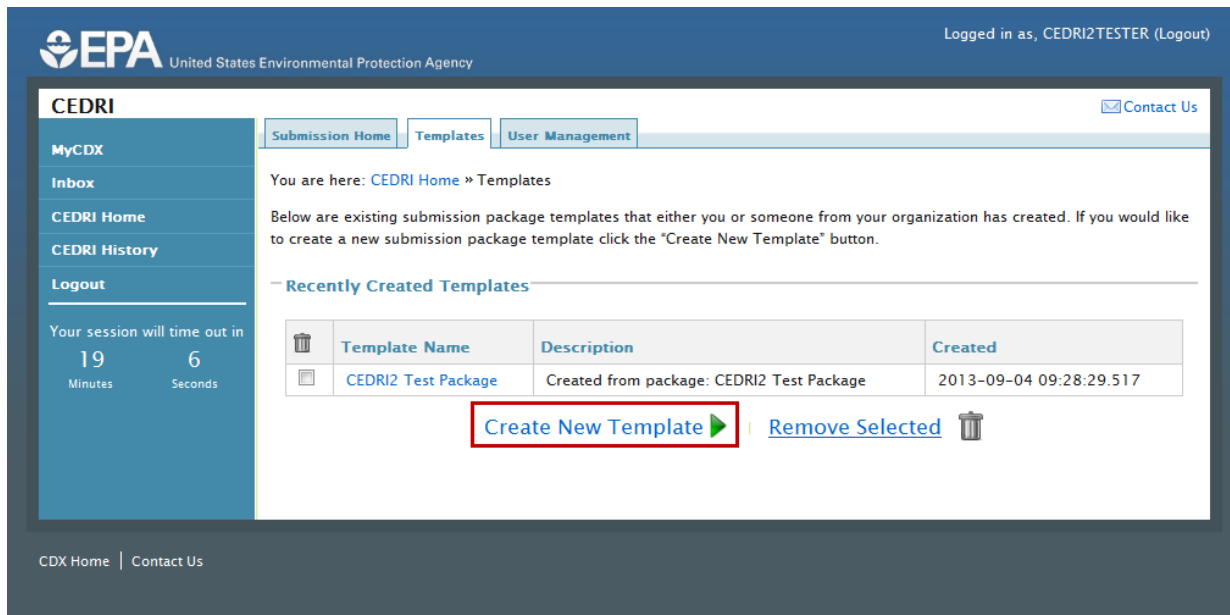 Logged in as, CEDRI2TESTER (Logout)
EPA United States Environmental Protection Agency
CEDRI
Contact Us
MyCDX
Inbox
CEDRI Home
CEDRI History
Logout
Your session will time out in
19 6
Minutes Seconds
Submission Home Templates User Management
You are here: CEDRI Home » Templates
Below are existing submission package templates that either you or someone from your organization has created. If you would like
to create a new submission package template click the “Create New Template” button.
Recently Created Templates
Template Name Description Created
CEDRI2 Test Package Created from package: CEDRI2 Test Package 2013-09-04 09:28:29.517
Create New Template Remove Selected
CDX Home | Contact Us